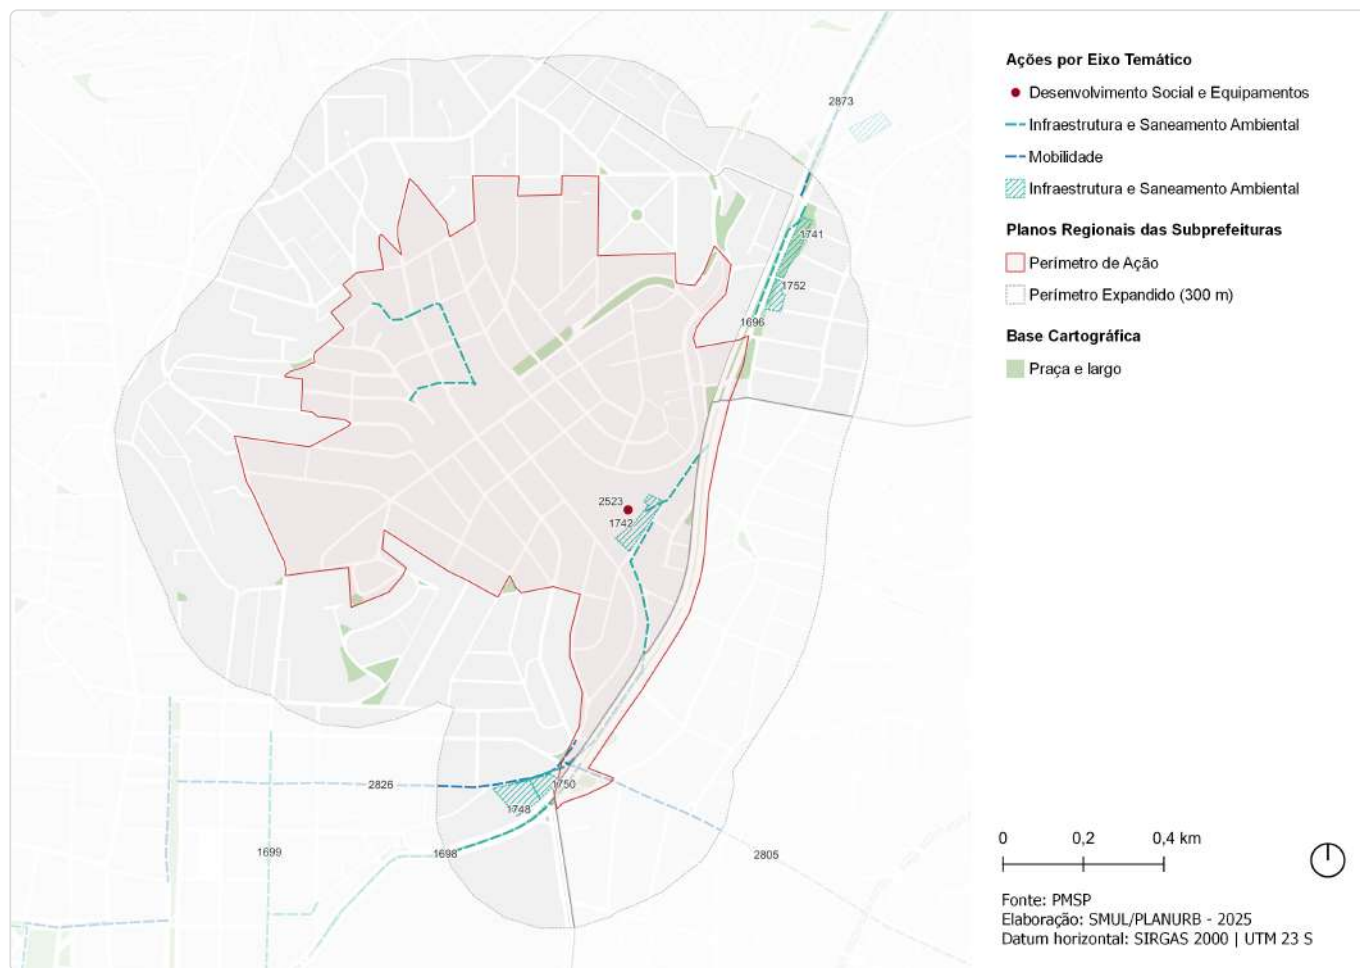 2873
1741
1752
1696
2523
1742
2826
1750
1748
1699
1698
2805
Ações por Eixo Temático
Desenvolvimento Social e Equipamentos
Infraestrutura e Saneamento Ambiental
Mobilidade
Infraestrutura e Saneamento Ambiental
Planos Regionais das Subprefeituras
Perímetro de Ação
Perímetro Expandido (300 m)
Base Cartográfica
Praça e largo
0 0,2 0,4 km
Fonte: PMSP
Elaboração: SMUL/PLANURB - 2025
Datum horizontal: SIRGAS 2000 | UTM 23 S